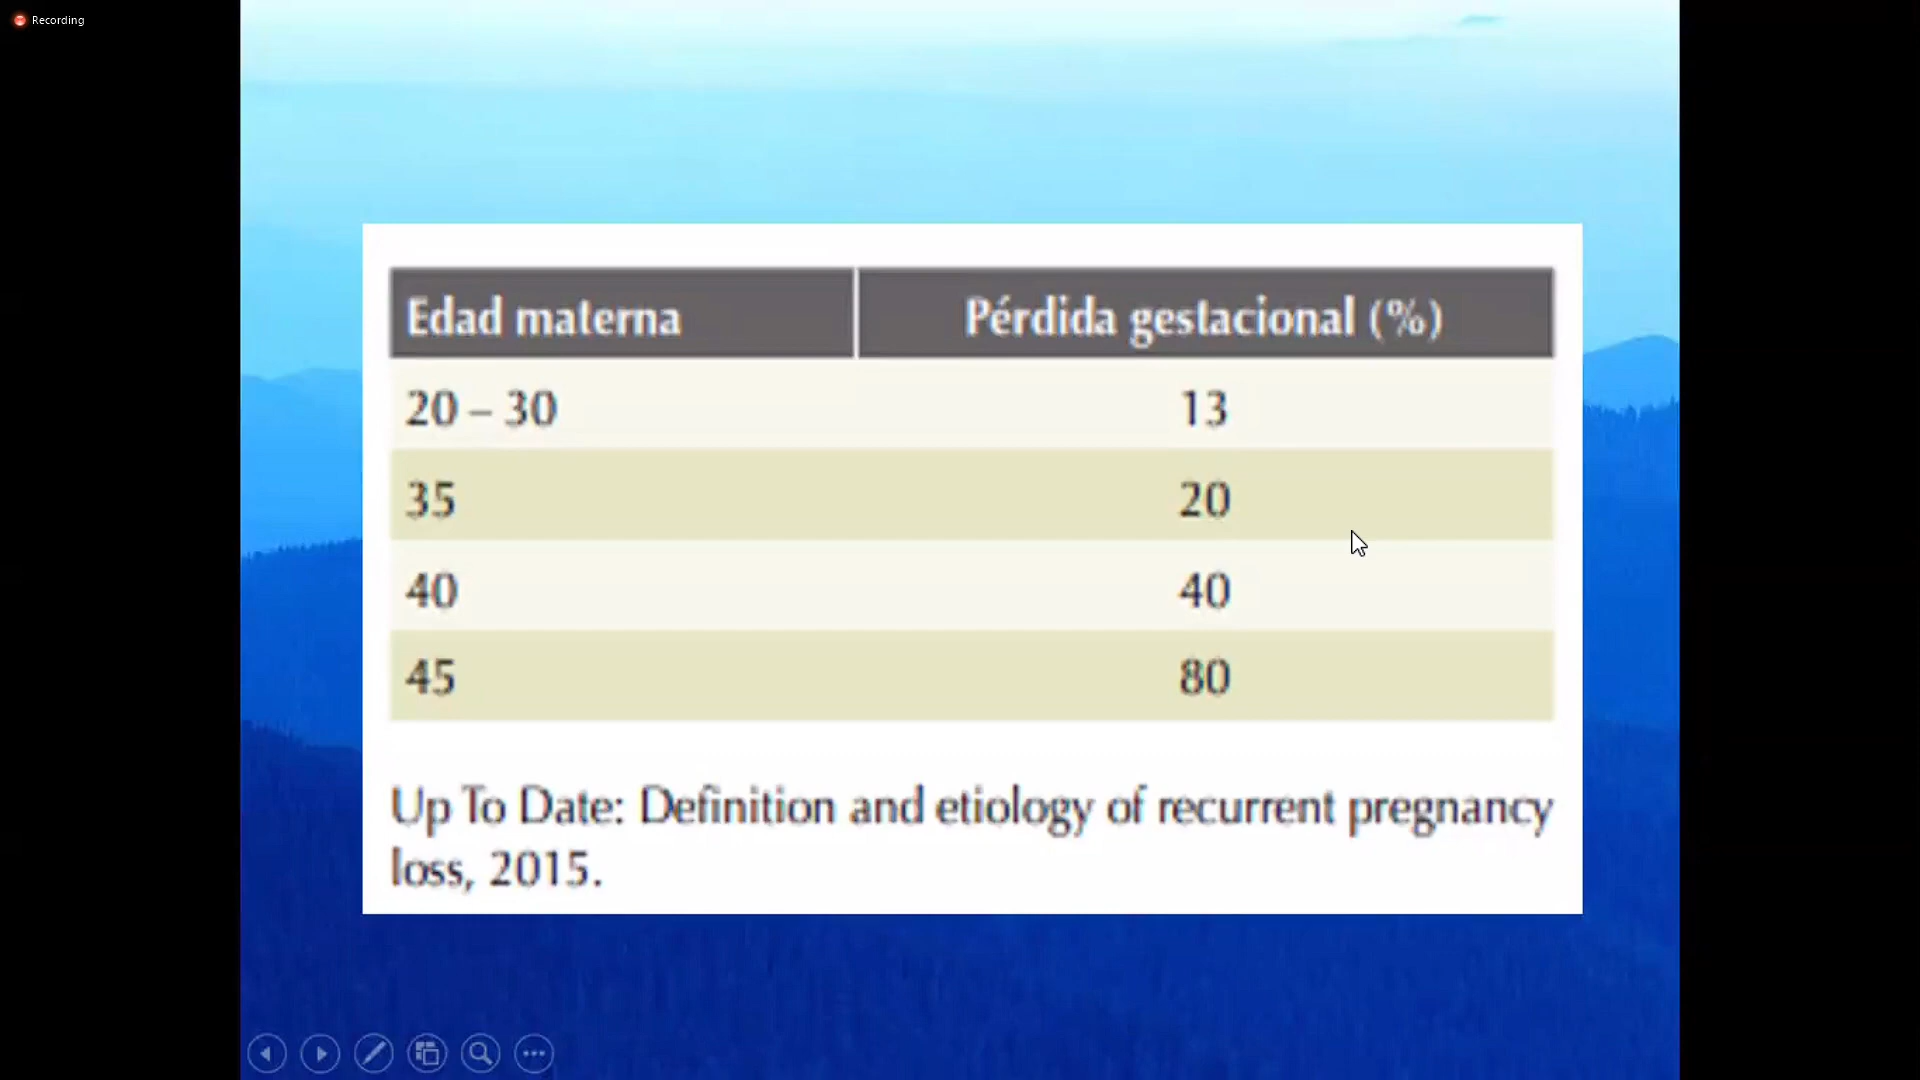 Recording
Edad materna Pérdida gestacional (%)
20 – 30 13
35 20
40 40
45 80
Up To Date: Definition and etiology of recurrent pregnancy
loss, 2015.